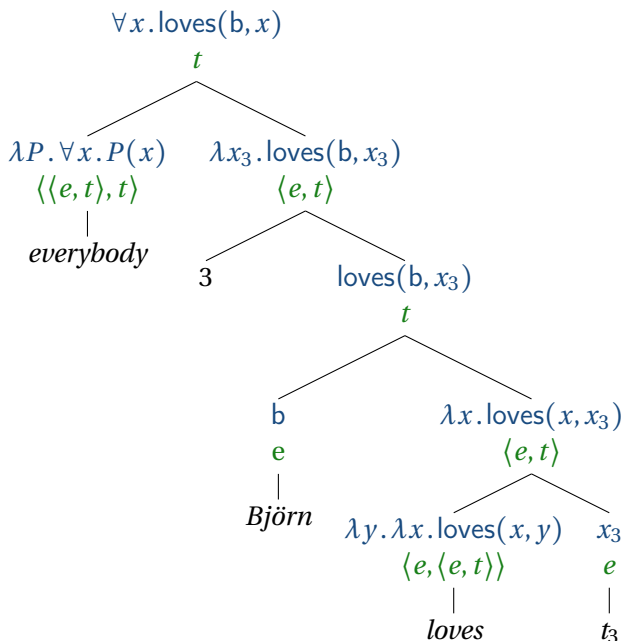 ∀x.loves(b, x)
t
λP.∀x.P(x) λx₃.loves(b, x₃)
⟨⟨e, t⟩, t⟩ ⟨e, t⟩
everybody 3 loves(b, x₃)
t
b λx.loves(x, x₃)
e ⟨e, t⟩
Björn λy.λx.loves(x, y) x₃
⟨e,⟨e, t⟩⟩ e
loves t₃